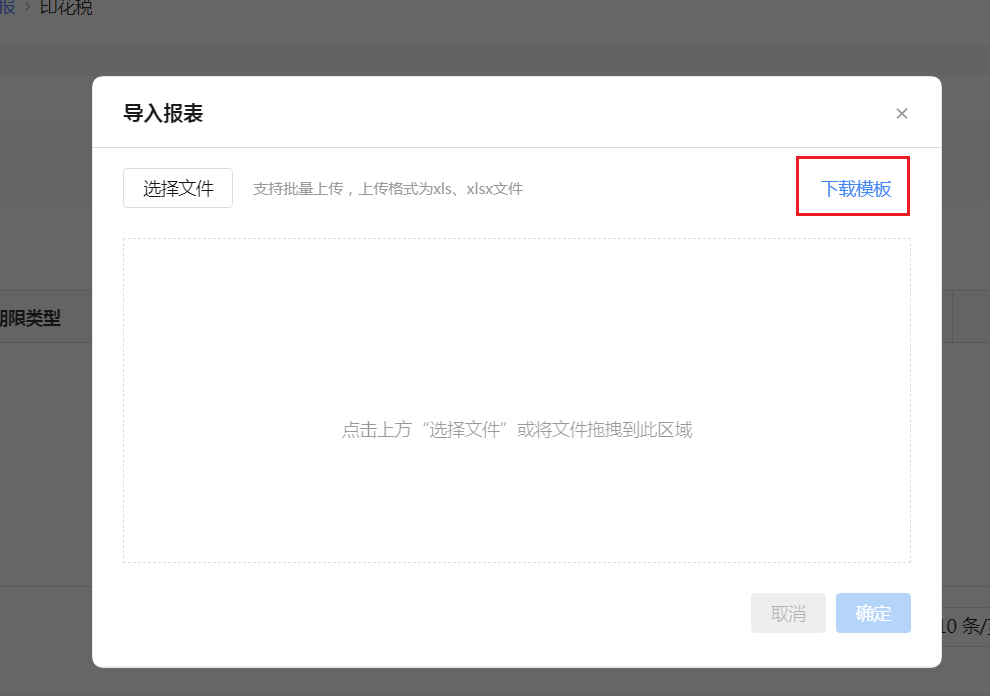 报 > 印花税
导入报表
×
选择文件 支持批量上传，上传格式为xls、xlsx文件 下载模板
期限类型
点击上方“选择文件”或将文件拖拽到此区域
取消 确定
10 条/